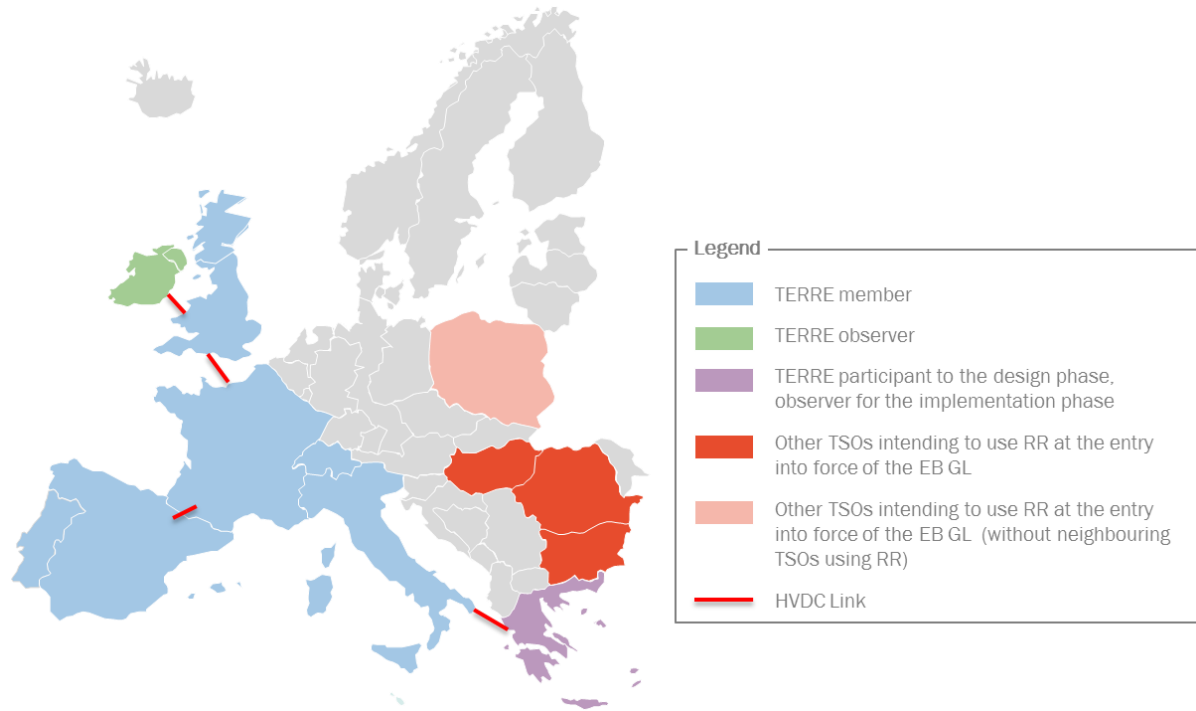 Legend
TERRE member
TERRE observer
TERRE participant to the design phase,
observer for the implementation phase
Other TSOs intending to use RR at the entry
into force of the EB GL
Other TSOs intending to use RR at the entry
into force of the EB GL (without neighbouring
TSOs using RR)
HVDC Link